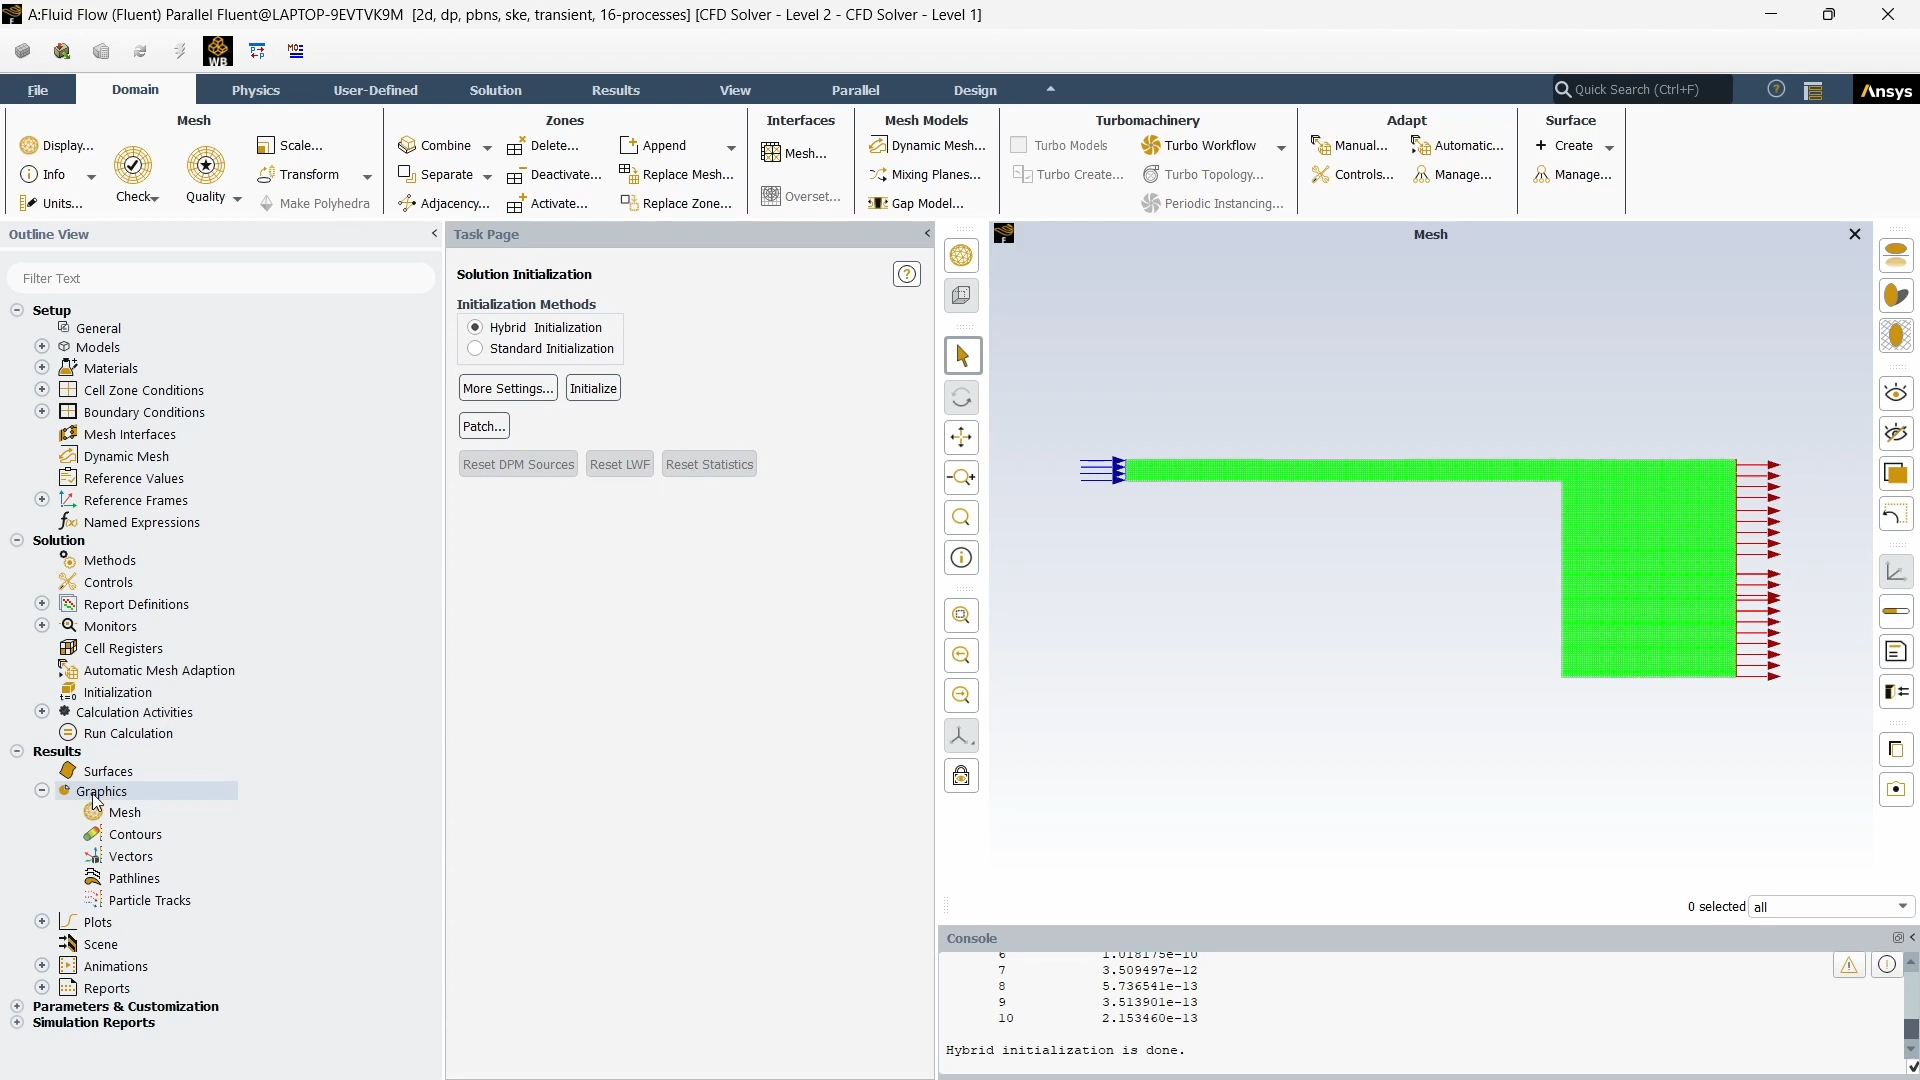 A:Fluid Flow (Fluent) Parallel Fluent@LAPTOP-9EVTVK9M [2d, dp, pbns, ske, transient, 16-processes] [CFD Solver - Level 2 - CFD Solver - Level 1]
WB
File Domain Physics User-Defined Solution Results View Parallel Design Quick Search (Ctrl+F) Ansys
Mesh Zones Interfaces Mesh Models Turbomachinery Adapt Surface
Display... Scale... Combine Delete... Append Mesh... Dynamic Mesh... Turbo Models Turbo Workflow Manual... Automatic... Create
Info Transform Separate Deactivate... Replace Mesh... Mixing Planes... Turbo Create... Turbo Topology... Controls... Manage... Manage...
Check Quality Overset...
Units... Make Polyhedra Adjacency... Activate... Replace Zone... Gap Model... Periodic Instancing...
Outline View
Filter Text
Setup
General
Models
Materials
Cell Zone Conditions
Boundary Conditions
Mesh Interfaces
Dynamic Mesh
Reference Values
Reference Frames
Named Expressions
Solution
Methods
Controls
Report Definitions
Monitors
Cell Registers
Automatic Mesh Adaption
Initialization
Calculation Activities
Run Calculation
Results
Surfaces
Graphics
Mesh
Contours
Vectors
Pathlines
Particle Tracks
Plots
Scene
Animations
Reports
Parameters & Customization
Simulation Reports
Task Page
Solution Initialization
Initialization Methods
Hybrid Initialization
Standard Initialization
More Settings... Initialize
Patch...
Reset DPM Sources Reset LWF Reset Statistics
Mesh
0 selected all
Console
6 1.018175e-10
7 3.509497e-12
8 5.736541e-13
9 3.513901e-13
10 2.153460e-13
Hybrid initialization is done.